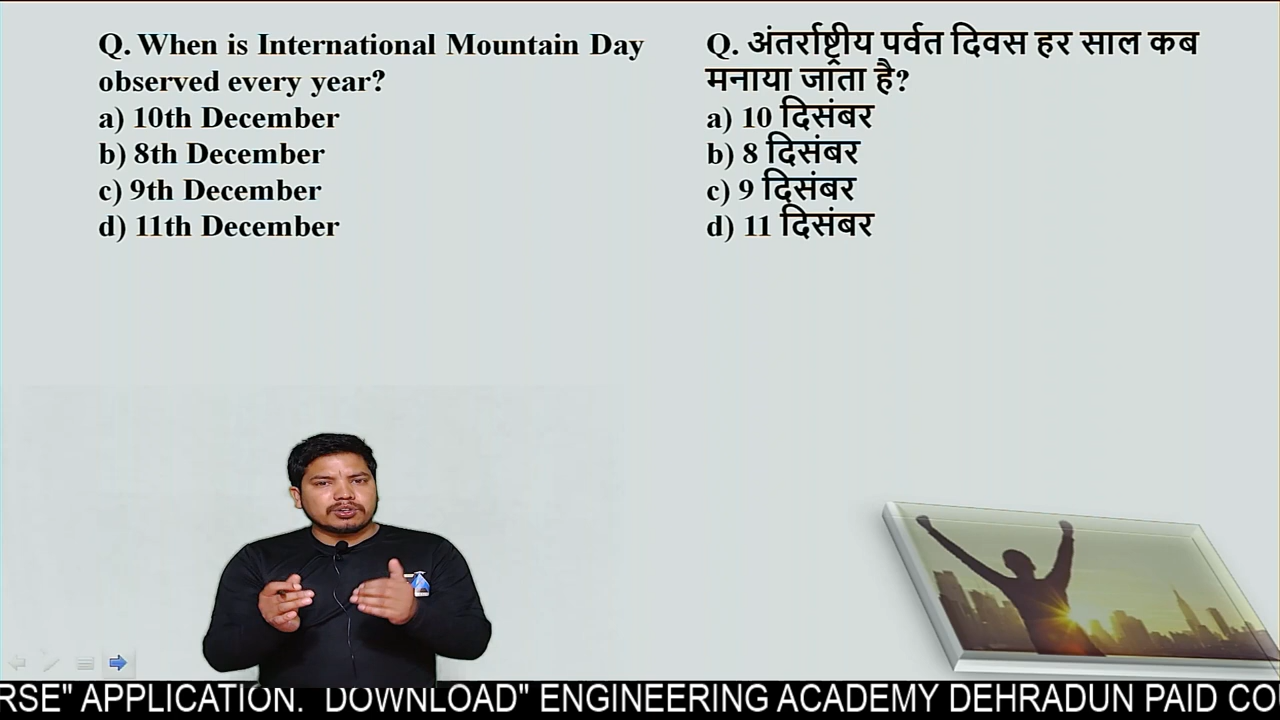 Q. When is International Mountain Day
observed every year?
a) 10th December
b) 8th December
c) 9th December
d) 11th December
Q. अंतर्राष्ट्रीय पर्वत दिवस हर साल कब
मनाया जाता है?
a) 10 दिसंबर
b) 8 दिसंबर
c) 9 दिसंबर
d) 11 दिसंबर
RSE" APPLICATION. "DOWNLOAD" ENGINEERING ACADEMY DEHRADUN PAID CO